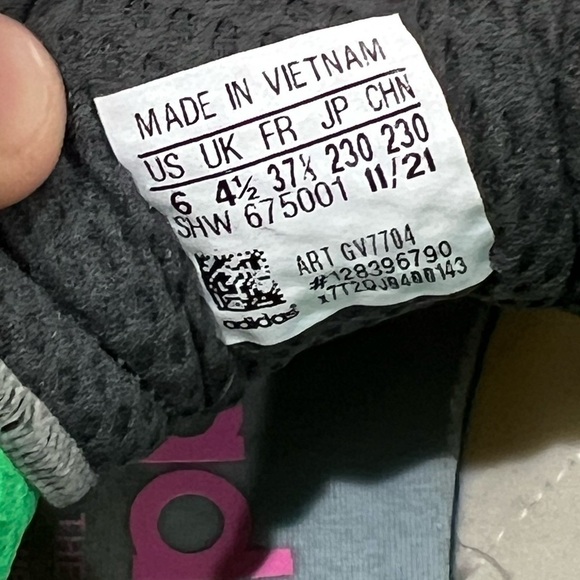 MADE IN VIETNAM
US UK FR JP CHN
6 4½ 37⅓ 230 230
SHW 675001 11/21
ART GV7704
#128396790
adidas
THE